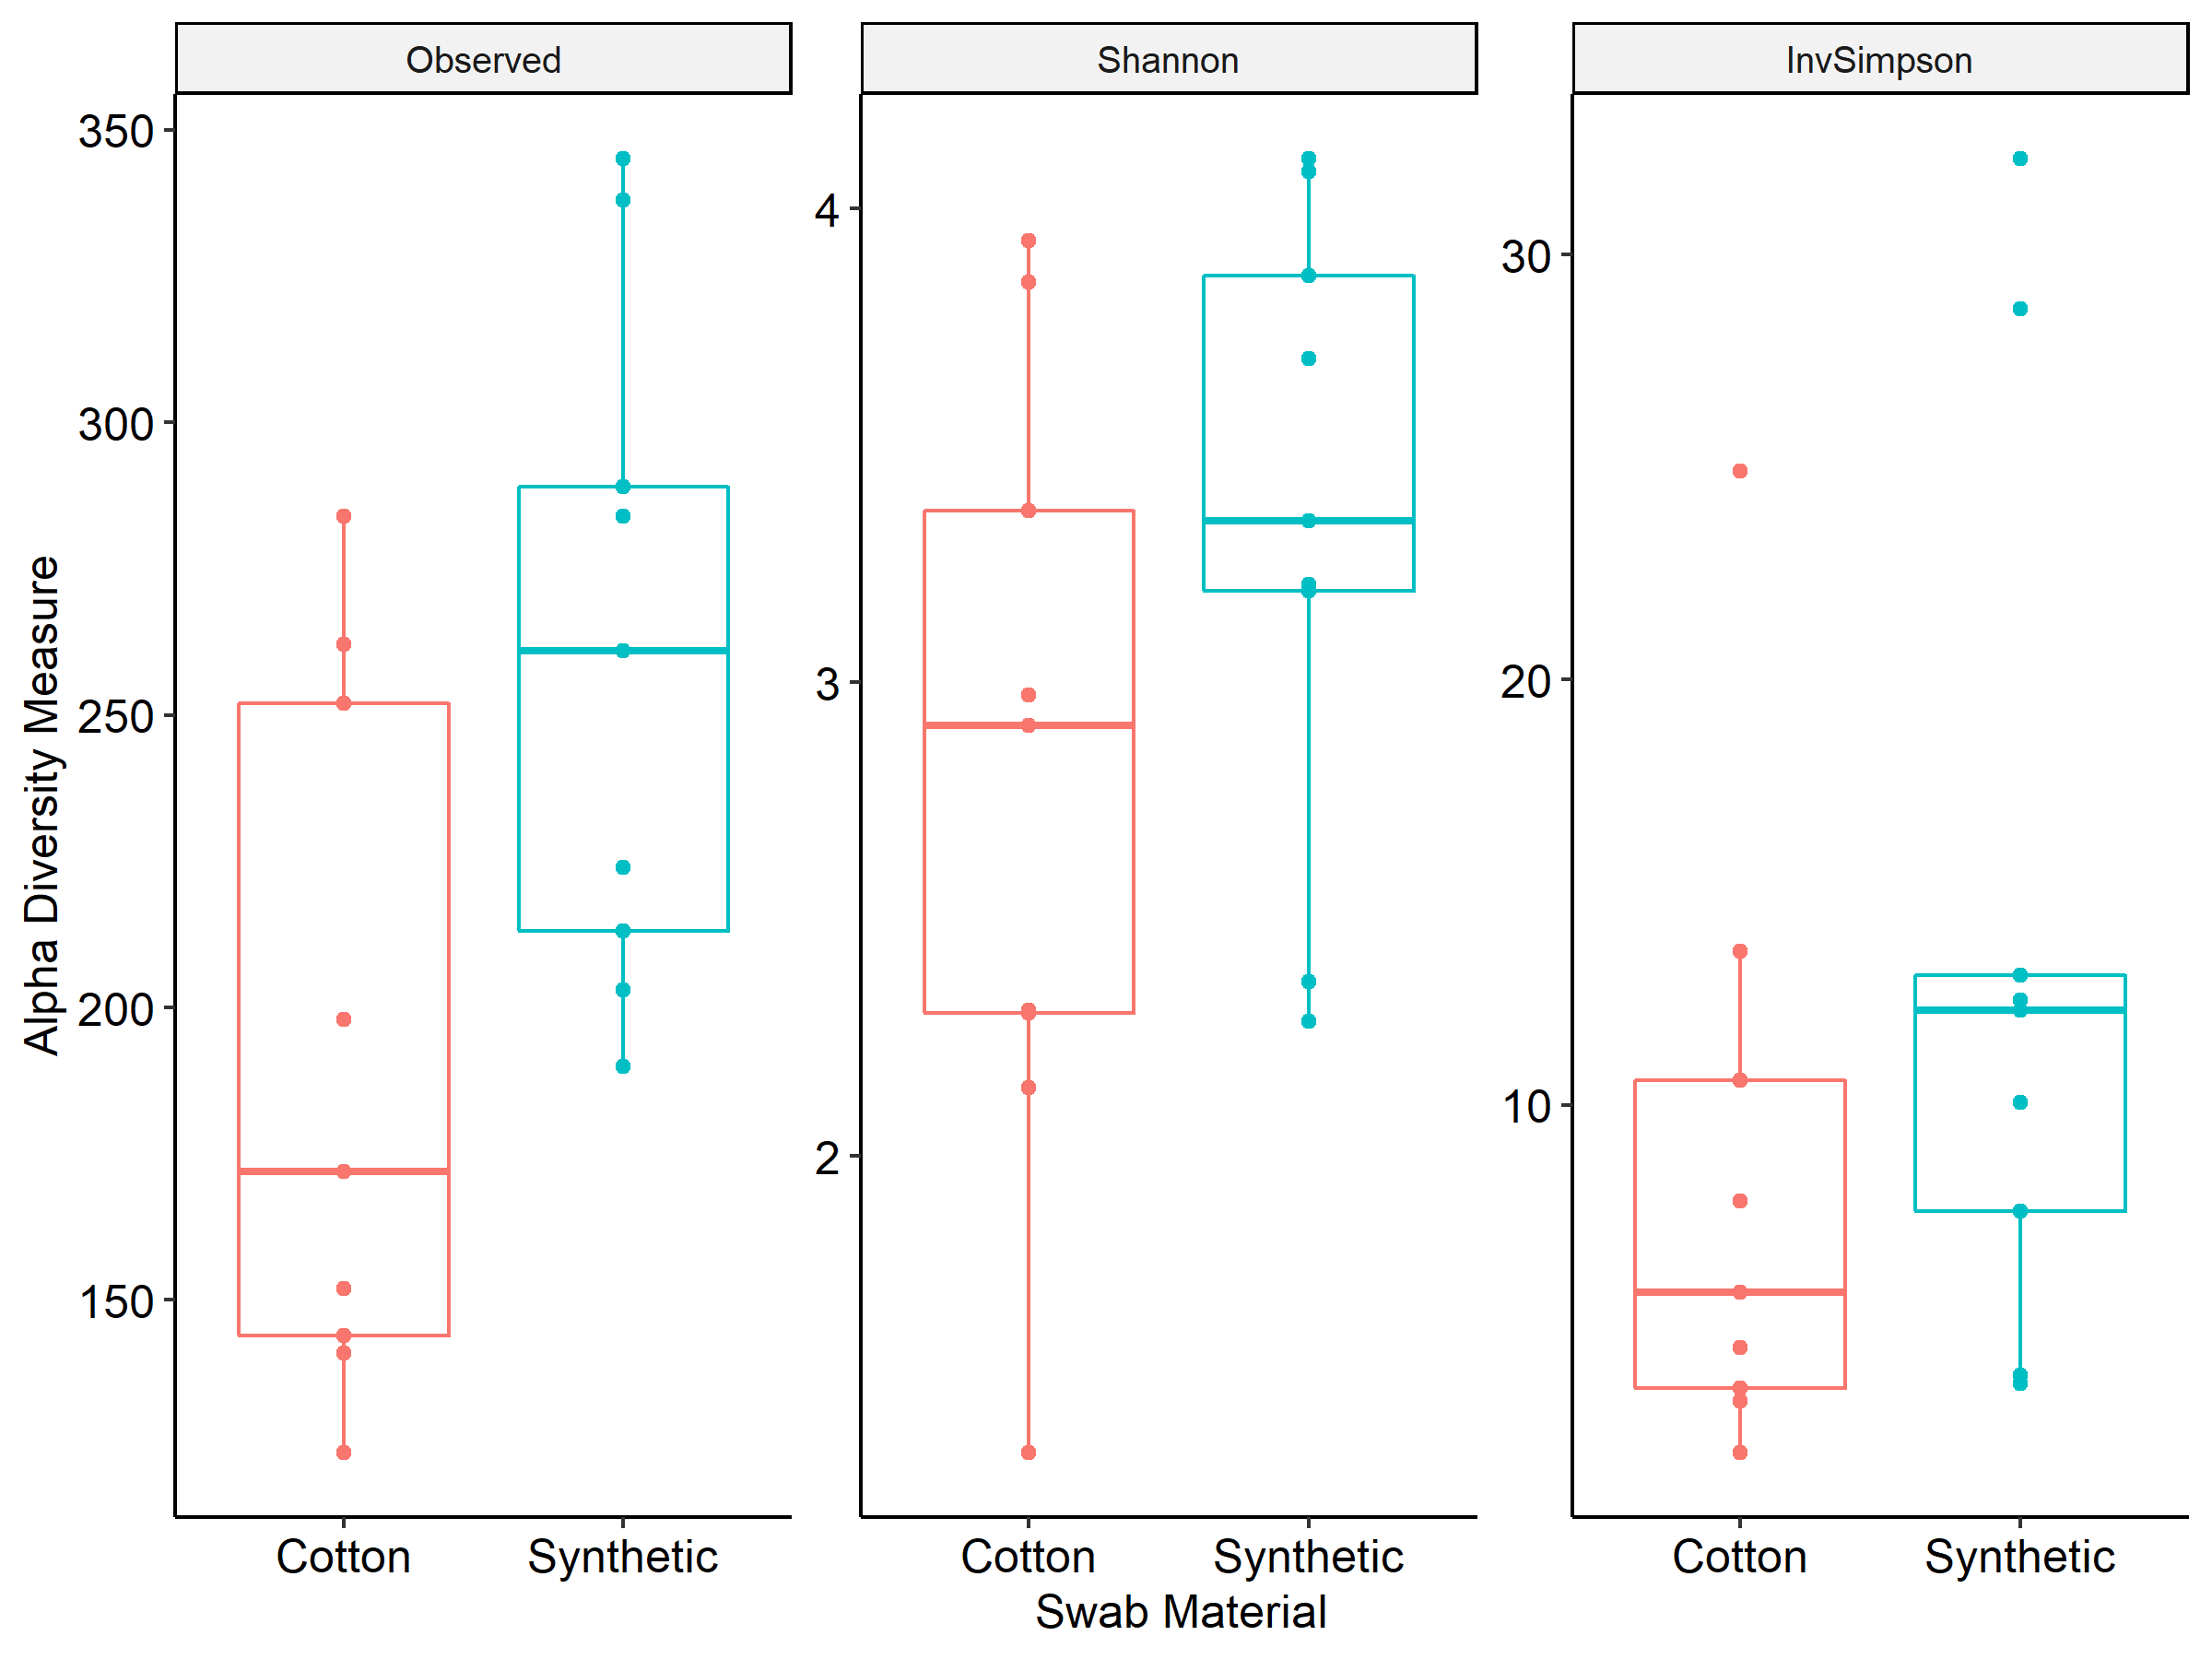 Observed
Shannon
InvSimpson
Alpha Diversity Measure
350
300
250
200
150
4
3
2
30
20
10
Cotton
Synthetic
Cotton
Synthetic
Cotton
Synthetic
Swab Material